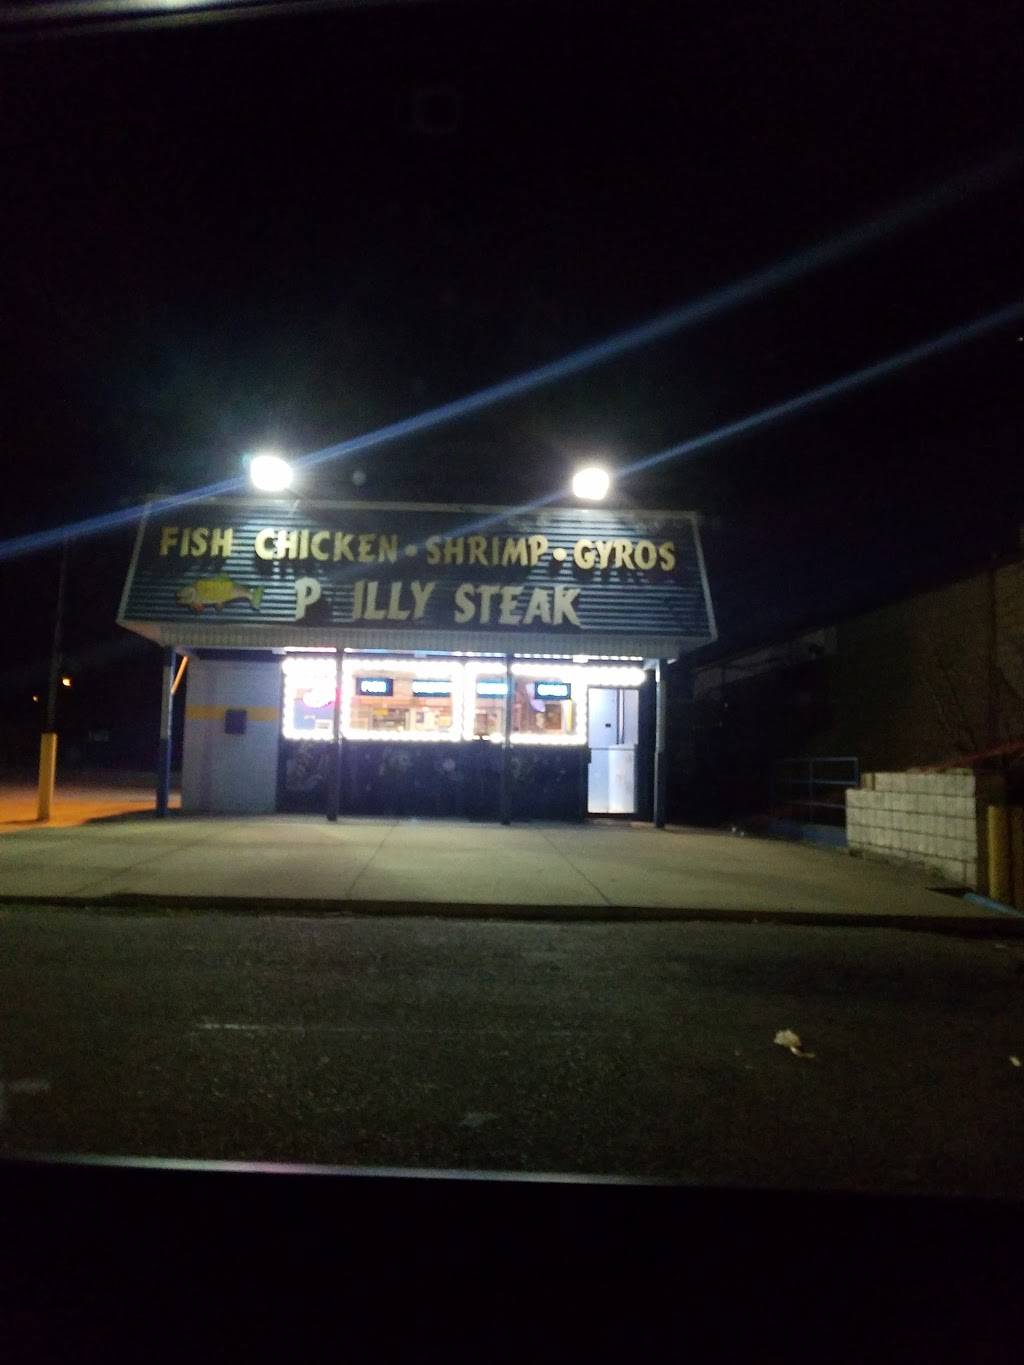 FISH CHICKEN • SHRIMP • GYROS
P ILLY STEAK